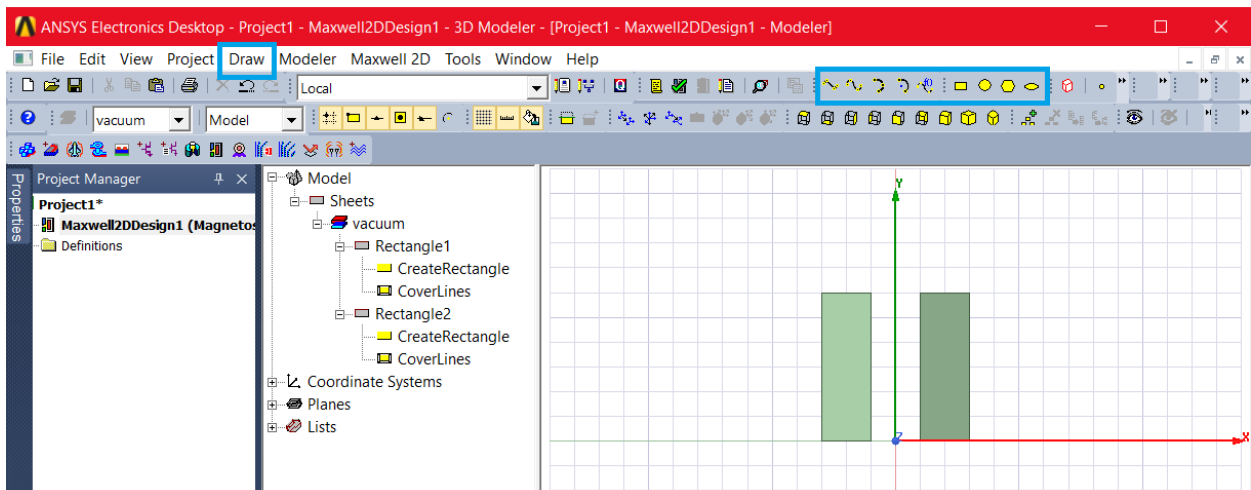 ANSYS Electronics Desktop - Project1 - Maxwell2DDesign1 - 3D Modeler - [Project1 - Maxwell2DDesign1 - Modeler]
File Edit View Project Draw Modeler Maxwell 2D Tools Window Help
Local
vacuum Model
Properties
Project Manager
Project1*
Maxwell2DDesign1 (Magnetos
Definitions
Model
Sheets
vacuum
Rectangle1
CreateRectangle
CoverLines
Rectangle2
CreateRectangle
CoverLines
Coordinate Systems
Planes
Lists
Y
Z
X